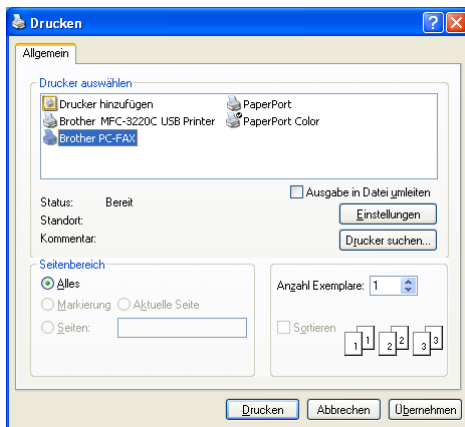 Drucken
Allgemein
Drucker auswählen
Drucker hinzufügen
PaperPort
Brother MFC-3220C USB Printer
PaperPort Color
Brother PC-FAX
Status: Bereit
Ausgabe in Datei umleiten
Standort:
Einstellungen
Kommentar:
Drucker suchen...
Seitenbereich
Alles
Markierung
Aktuelle Seite
Seiten:
Angahl Exemplare: 1
Sortieren
1 1 2 2 3 3
Drucken
Abbrechen
Übernehmen